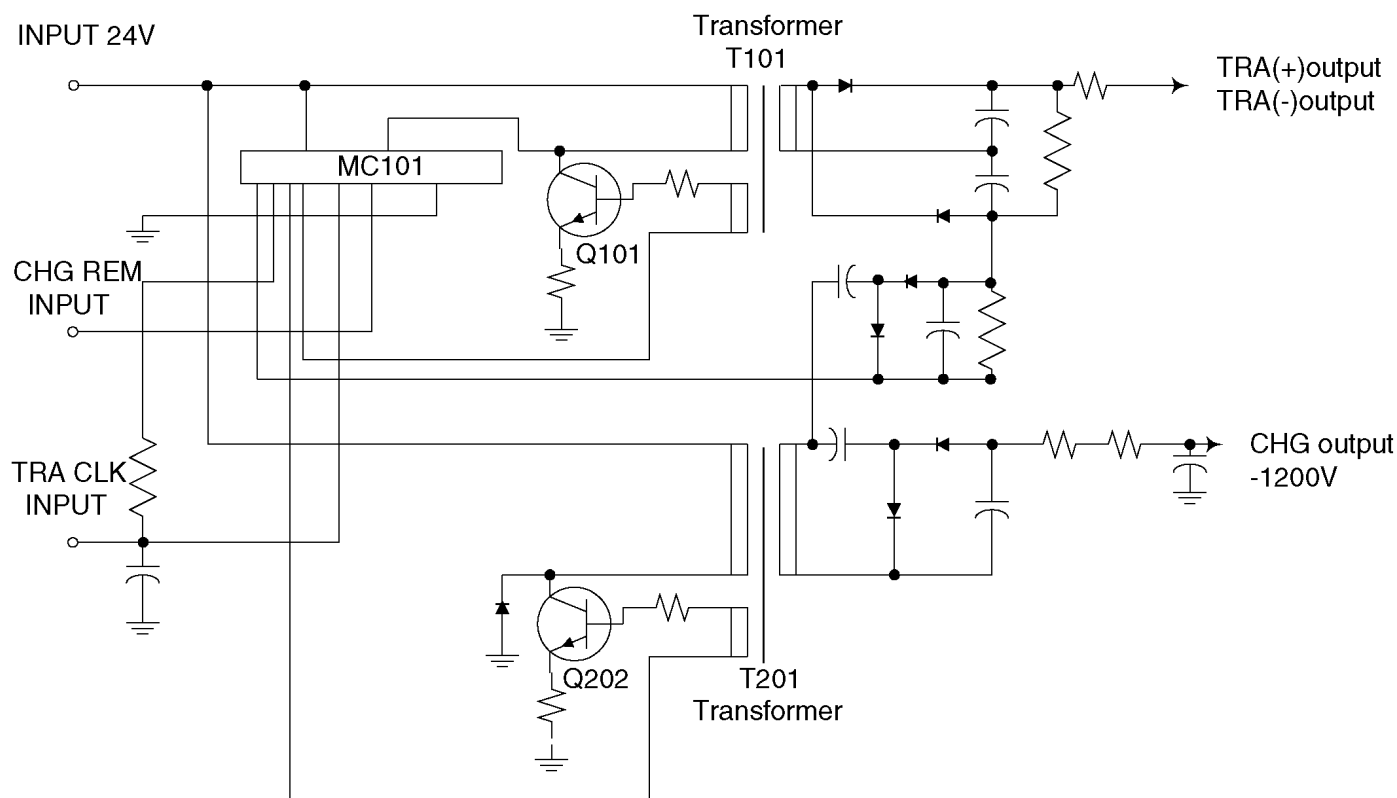 INPUT 24V
Transformer
T101
TRA(+)output
TRA(-)output
MC101
Q101
CHG REM
INPUT
TRA CLK
INPUT
CHG output
-1200V
Q202
T201
Transformer